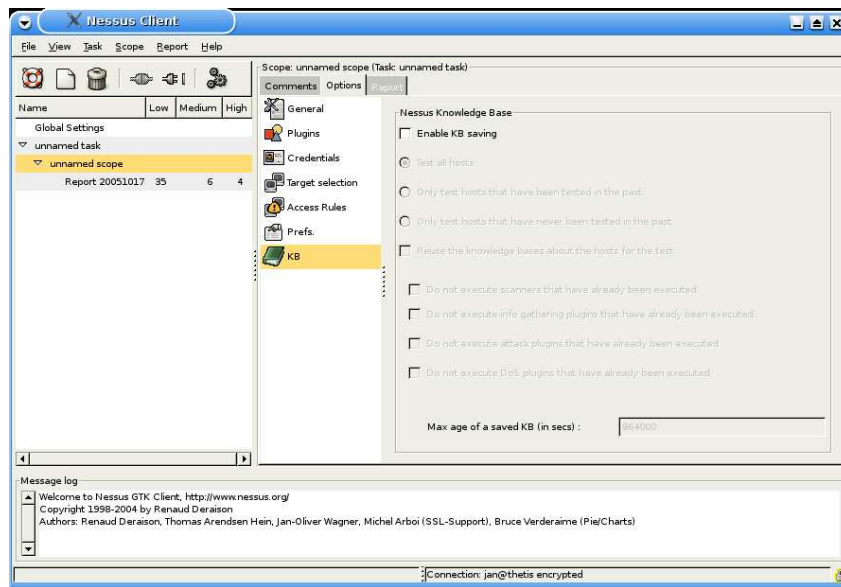 Nessus Client
File View Task Scope Report Help
Scope: unnamed scope (Task: unnamed task)
Comments Options Report
Name Low Medium High
Global Settings
unnamed task
unnamed scope
Report 20051017 35 6 4
General
Plugins
Credentials
Target selection
Access Rules
Prefs.
KB
Nessus Knowledge Base
Enable KB saving
Test all hosts
Only test hosts that have been tested in the past
Only test hosts that have never been tested in the past
Reuse the knowledge bases about the hosts for the test
Do not execute scanners that have already been executed
Do not execute info gathering plugins that have already been executed
Do not execute attack plugins that have already been executed
Do not execute DoS plugins that have already been executed
Max age of a saved KB (in secs) : 864000
Message log
Welcome to Nessus GTK Client, http://www.nessus.org/
Copyright 1998-2004 by Renaud Deraison
Authors: Renaud Deraison, Thomas Arendsen Hein, Jan-Oliver Wagner, Michel Arboi (SSL-Support), Bruce Verderaime (Pie/Charts)
Connection: jan@thetis encrypted